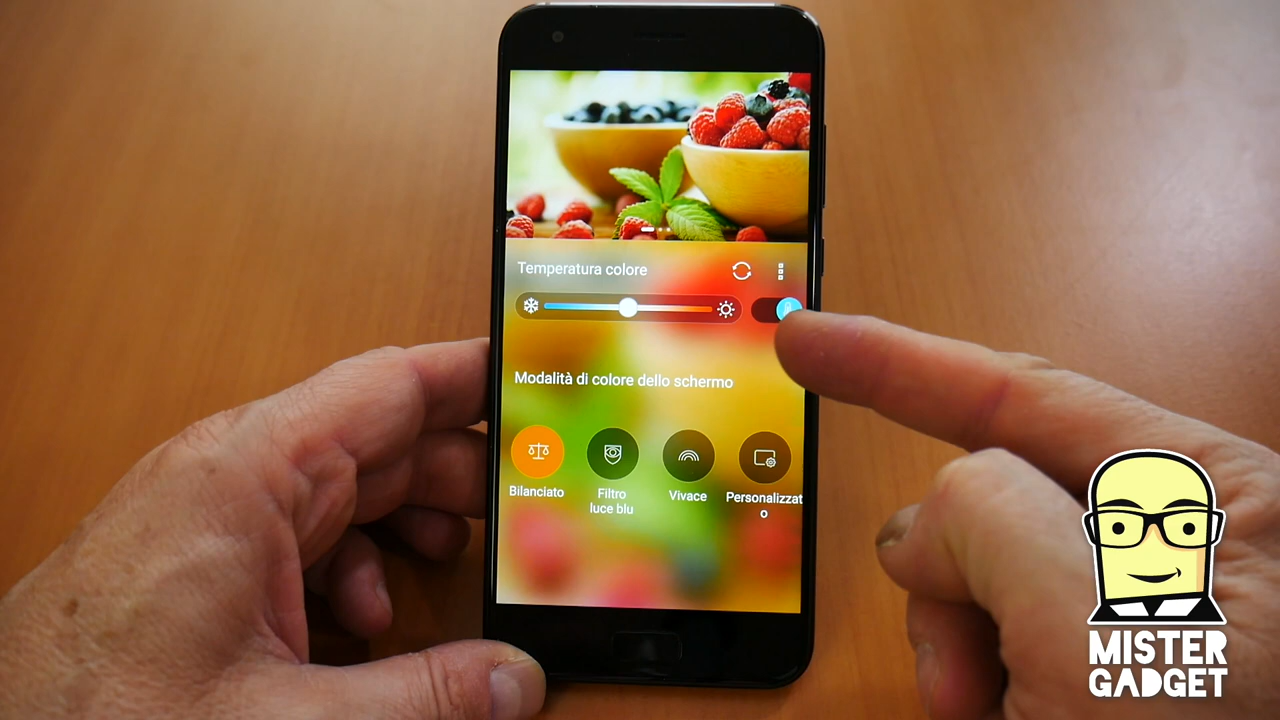 Temperatura colore
Modalità di colore dello schermo
Bilanciato
Filtro
luce blu
Vivace
Personalizzat
o
MISTER
GADGET